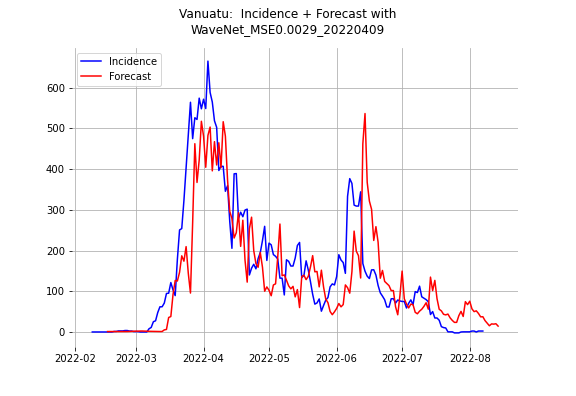 Vanuatu:  Incidence + Forecast with
WaveNet_MSE0.0029_20220409
Incidence
Forecast
600
500
400
300
200
100
0
2022-02 2022-03 2022-04 2022-05 2022-06 2022-07 2022-08